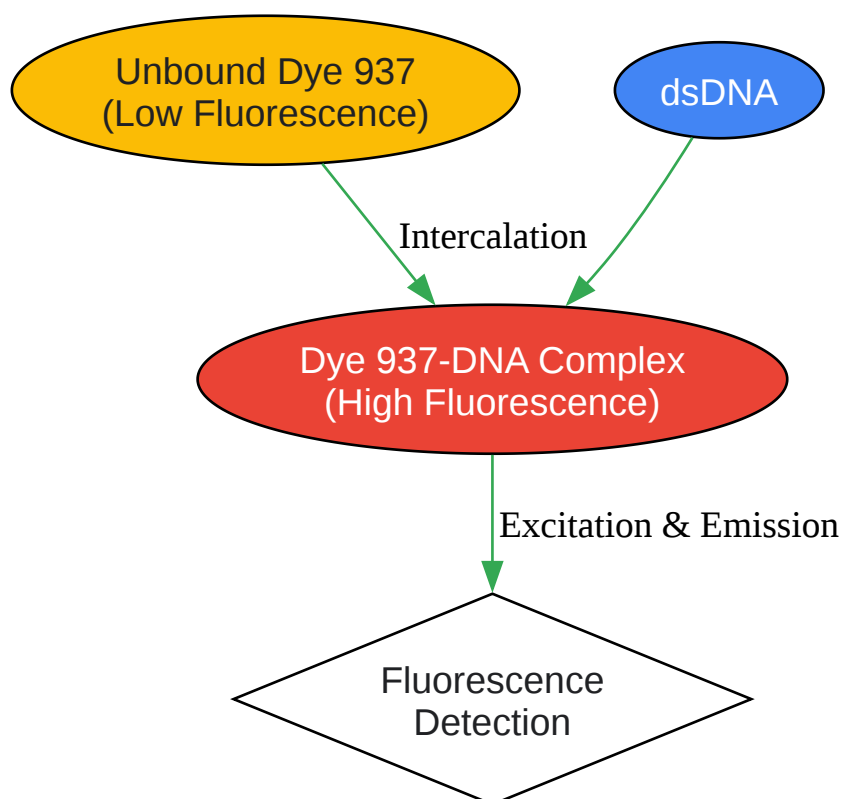 Unbound Dye 937
(Low Fluorescence)
dsDNA
Intercalation
Dye 937-DNA Complex
(High Fluorescence)
Excitation & Emission
Fluorescence
Detection